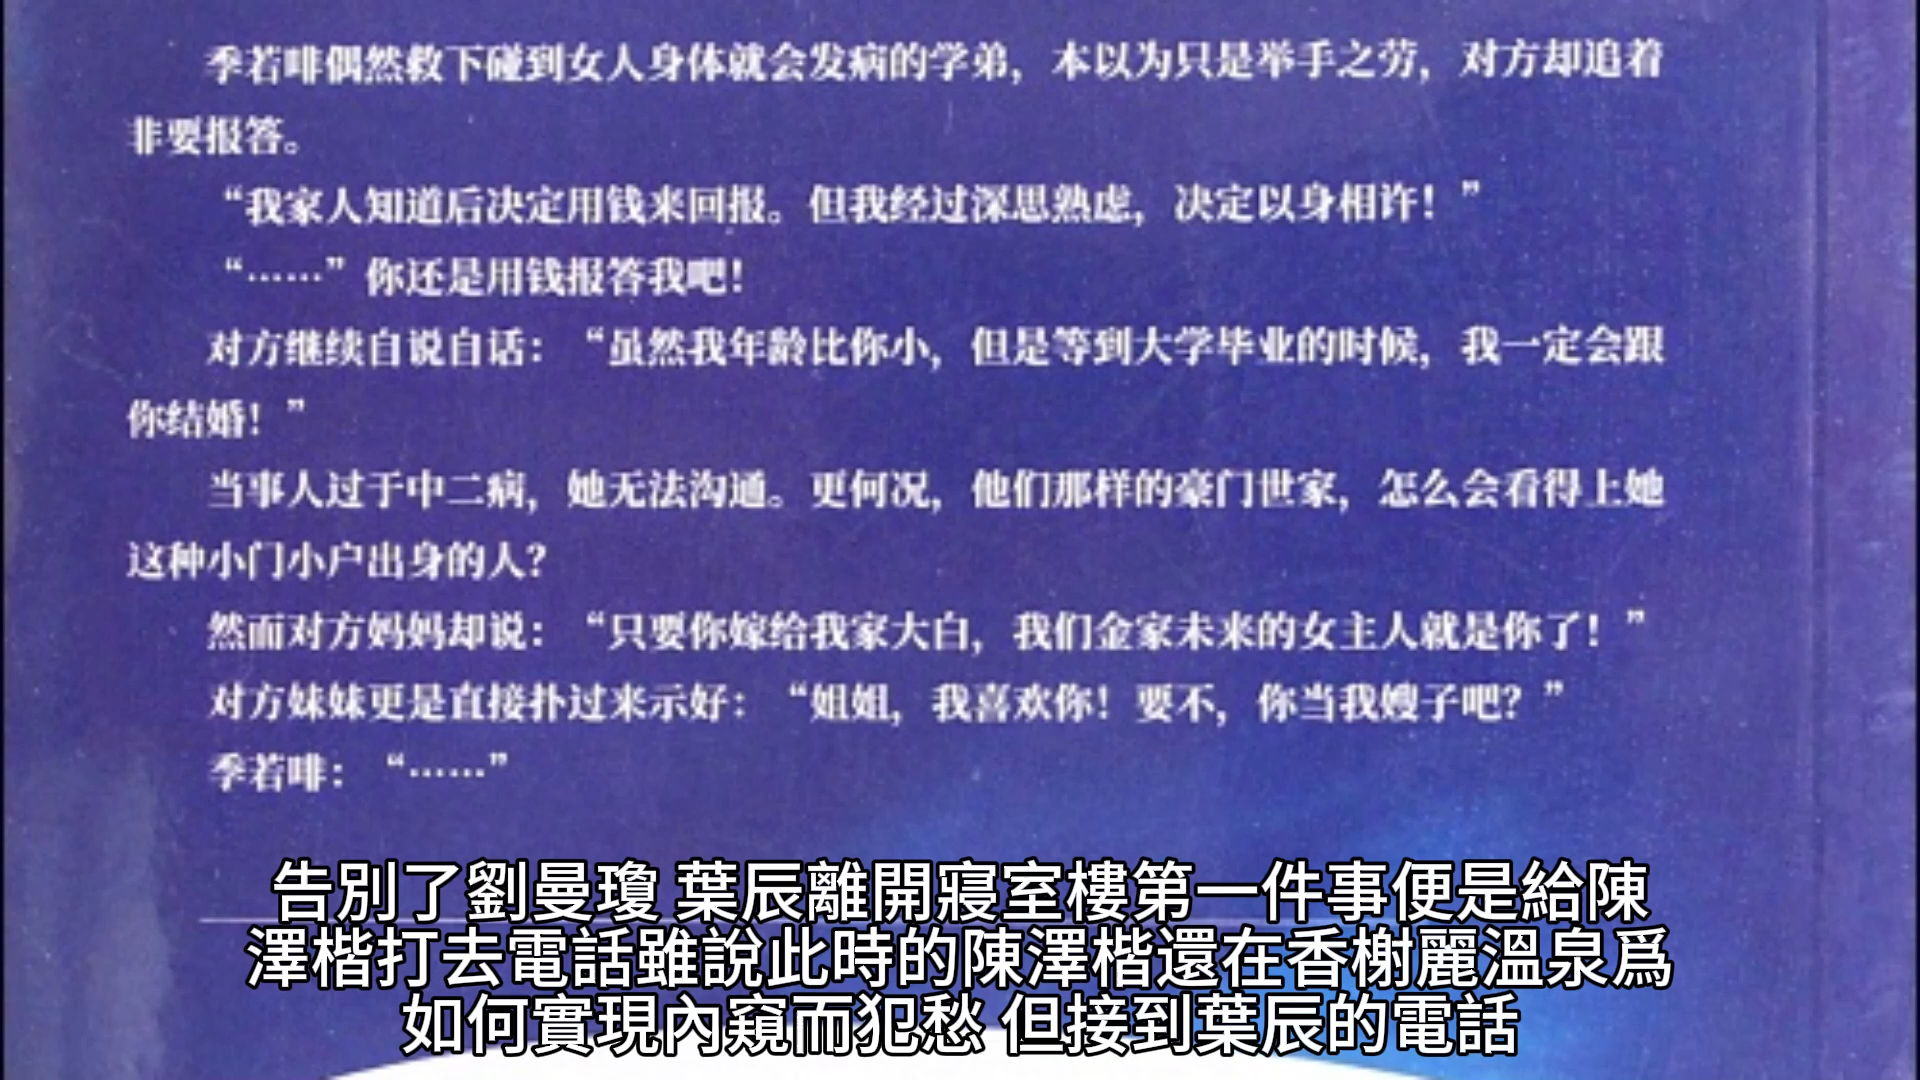 季若啡偶然救下碰到女人身体就会发病的学弟，本以为只是举手之劳，对方却追着
非要报答。
“我家人知道后决定用钱来回报。但我经过深思熟虑，决定以身相许！”
“……”你还是用钱报答我吧！
对方继续自说自话：“虽然我年龄比你小，但是等到大学毕业的时候，我一定会跟
你结婚！”
当事人过于中二病，她无法沟通。更何况，他们那样的豪门世家，怎么会看得上她
这种小门小户出身的人？
然而对方妈妈却说：“只要你嫁给我家大白，我们金家未来的女主人就是你了！”
对方妹妹更是直接扑过来示好：“姐姐，我喜欢你！要不，你当我嫂子吧？”
季若啡：“……”
告別了劉曼瓊 葉辰離開寢室樓第一件事便是給陳
澤楷打去電話雖說此時的陳澤楷還在香榭麗溫泉爲
如何實現內窺而犯愁 但接到葉辰的電話